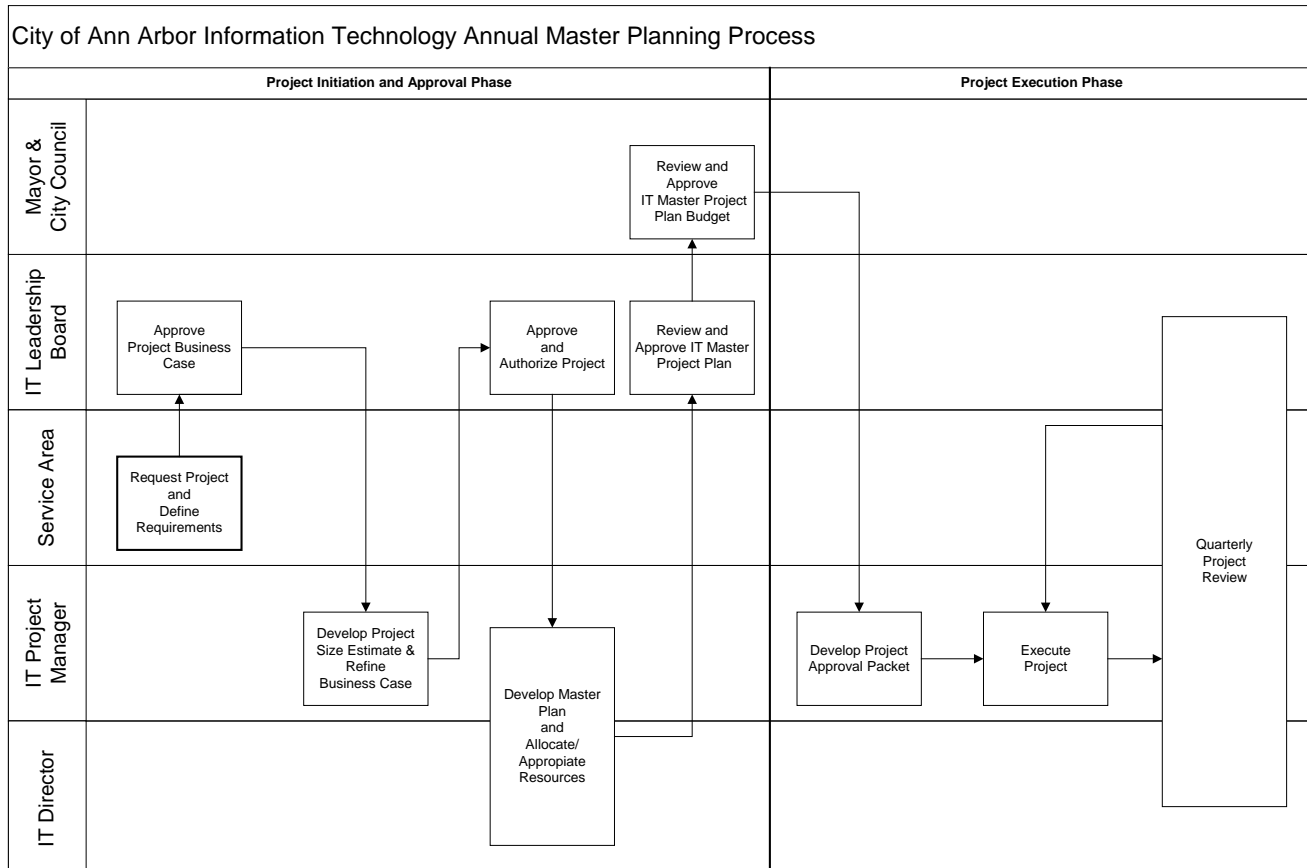 City of Ann Arbor Information Technology Annual Master Planning Process
Project Initiation and Approval Phase
Project Execution Phase
Mayor &
City Council
Review and
Approve
IT Master Project
Plan Budget
IT Leadership
Board
Approve
Project Business
Case
Approve
and
Authorize Project
Review and
Approve IT Master
Project Plan
Service Area
Request Project
and
Define
Requirements
Quarterly
Project
Review
IT Project
Manager
Develop Project
Size Estimate &
Refine
Business Case
Develop Master
Plan
and
Allocate/
Appropiate
Resources
Develop Project
Approval Packet
Execute
Project
IT Director